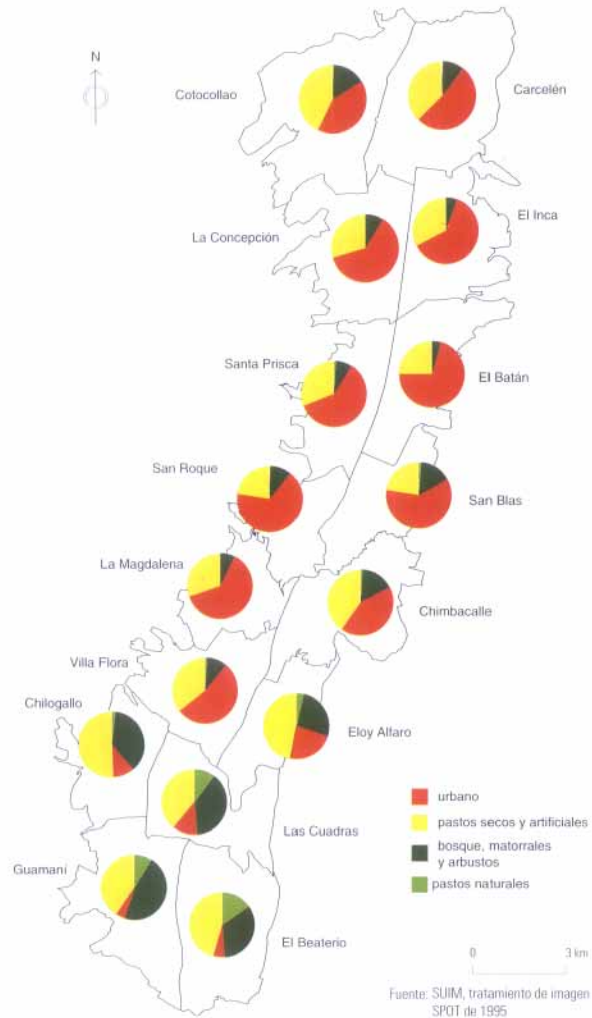 N
Cotocollao
Carcelén
La Concepción
El Inca
Santa Prisca
El Batán
San Roque
San Blas
La Magdalena
Chimbacalle
Villa Flora
Chilogallo
Eloy Alfaro
Las Cuadras
Guamaní
El Beaterio
urbano
pastos secos y artificiales
bosque, matorrales
y arbustos
pastos naturales
0 3 km
Fuente: SUIM, tratamiento de imagen
SPOT de 1995